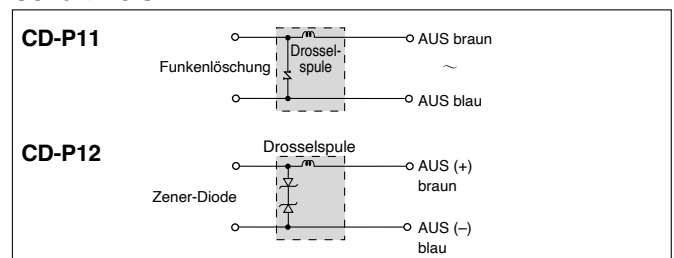 CD-P11
Drossel-
spule
AUS braun
Funkenlöschung
~
AUS blau
CD-P12
Drosselspule
AUS (+)
braun
Zener-Diode
AUS (–)
blau